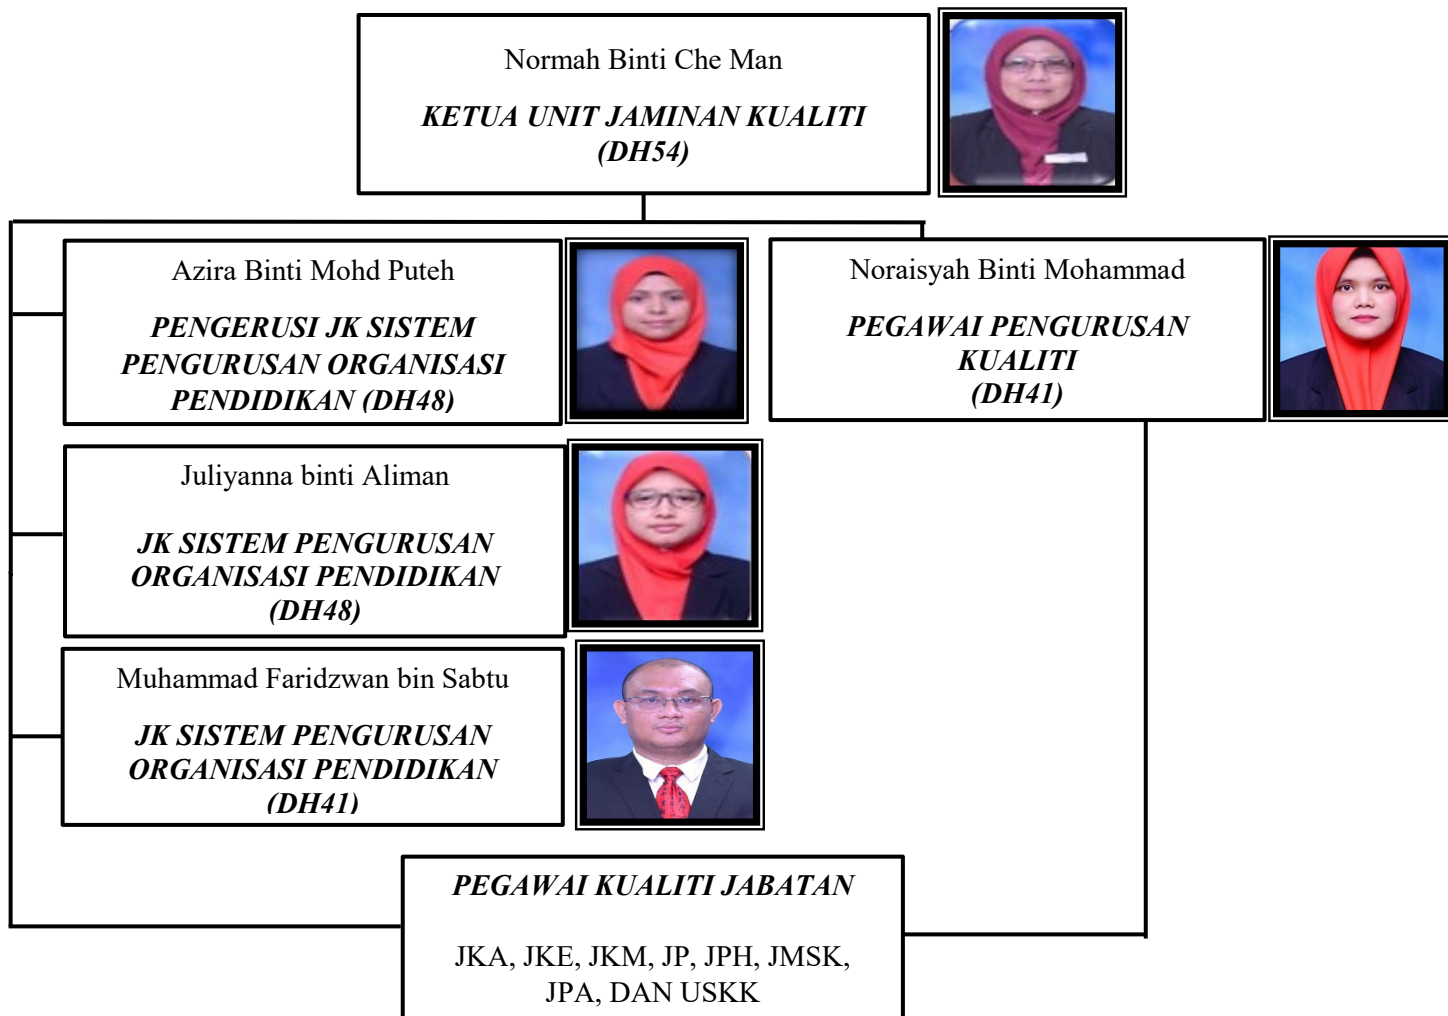 Normah Binti Che Man
KETUA UNIT JAMINAN KUALITI
(DH54)
Azira Binti Mohd Puteh
PENGERUSI JK SISTEM
PENGURUSAN ORGANISASI
PENDIDIKAN (DH48)
Noraisyah Binti Mohammad
PEGAWAI PENGURUSAN
KUALITI
(DH41)
Juliyanna binti Aliman
JK SISTEM PENGURUSAN
ORGANISASI PENDIDIKAN
(DH48)
Muhammad Faridzwan bin Sabtu
JK SISTEM PENGURUSAN
ORGANISASI PENDIDIKAN
(DH41)
PEGAWAI KUALITI JABATAN
JKA, JKE, JKM, JP, JPH, JMSK,
JPA, DAN USKK